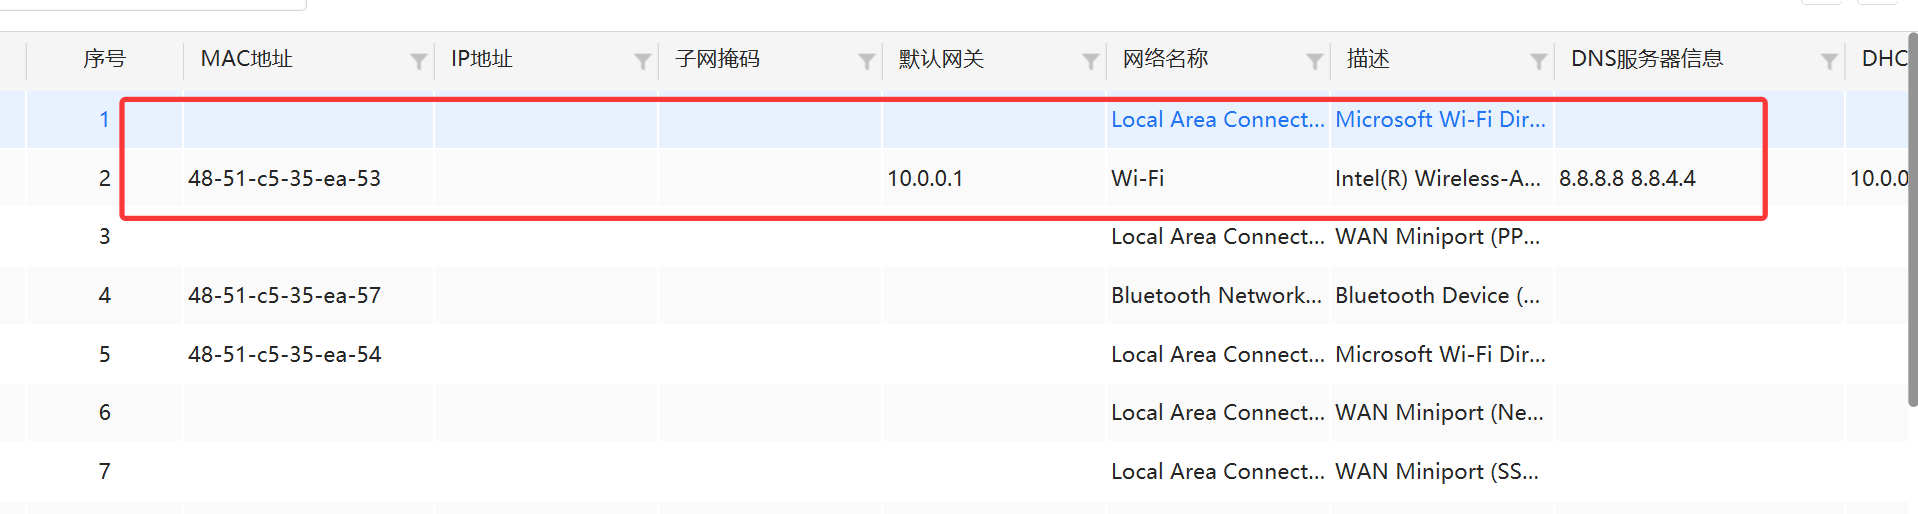 序号 MAC地址 IP地址 子网掩码 默认网关 网络名称 描述 DNS服务器信息 DHC
1 Local Area Connect... Microsoft Wi-Fi Dir...
2 48-51-c5-35-ea-53 10.0.0.1 Wi-Fi Intel(R) Wireless-A... 8.8.8.8 8.8.4.4 10.0.0
3 Local Area Connect... WAN Miniport (PP...
4 48-51-c5-35-ea-57 Bluetooth Network... Bluetooth Device (...
5 48-51-c5-35-ea-54 Local Area Connect... Microsoft Wi-Fi Dir...
6 Local Area Connect... WAN Miniport (Ne...
7 Local Area Connect... WAN Miniport (SS...